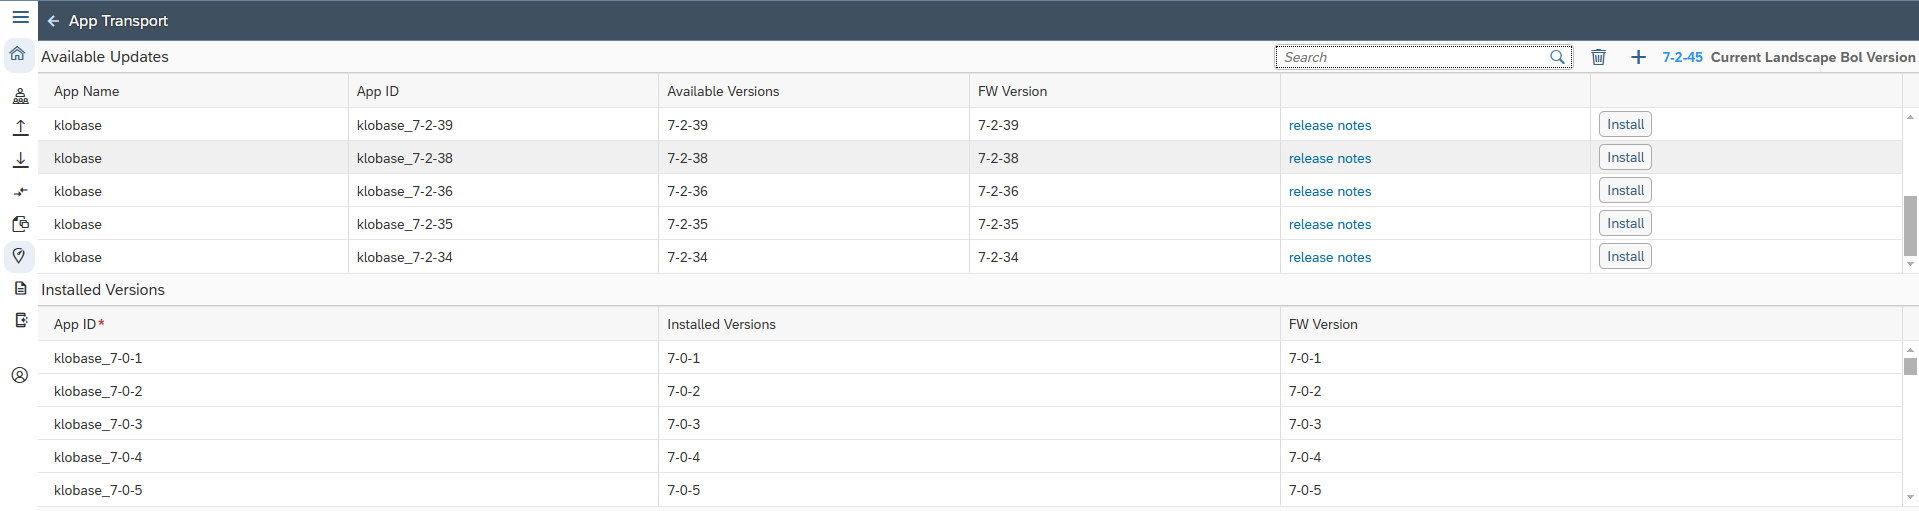 App Transport
Available Updates Search 7-2-45 Current Landscape Bol Version
App Name App ID Available Versions FW Version
klobase klobase_7-2-39 7-2-39 7-2-39 release notes Install
klobase klobase_7-2-38 7-2-38 7-2-38 release notes Install
klobase klobase_7-2-36 7-2-36 7-2-36 release notes Install
klobase klobase_7-2-35 7-2-35 7-2-35 release notes Install
klobase klobase_7-2-34 7-2-34 7-2-34 release notes Install
Installed Versions
App ID* Installed Versions FW Version
klobase_7-0-1 7-0-1 7-0-1
klobase_7-0-2 7-0-2 7-0-2
klobase_7-0-3 7-0-3 7-0-3
klobase_7-0-4 7-0-4 7-0-4
klobase_7-0-5 7-0-5 7-0-5